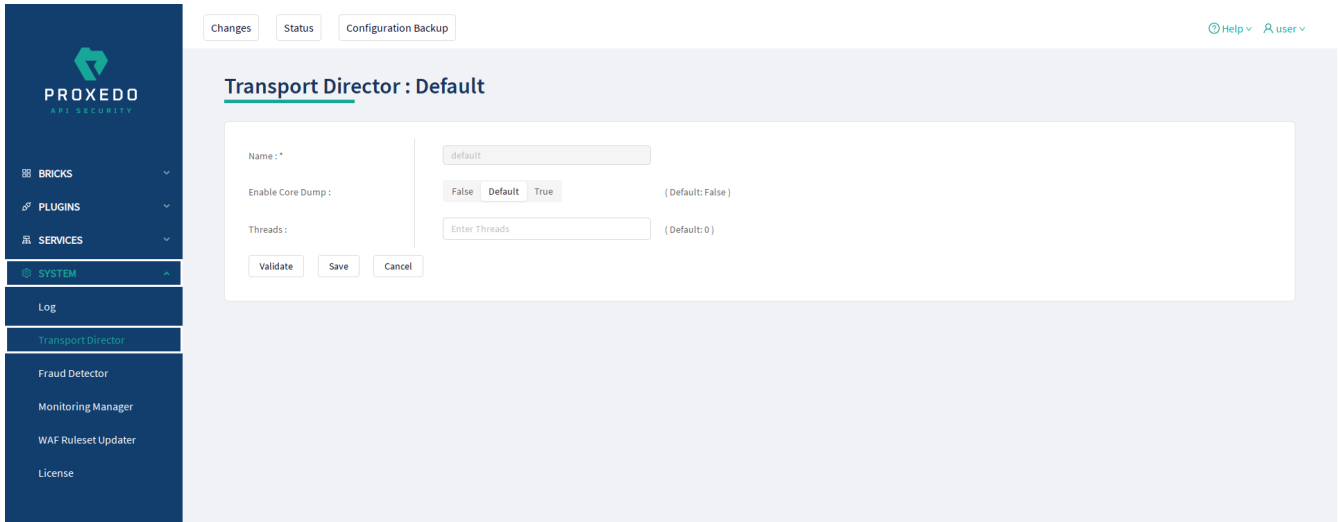 Changes Status Configuration Backup Help user
PROXEDO
API SECURITY
BRICKS
PLUGINS
SERVICES
SYSTEM
Log
Transport Director
Fraud Detector
Monitoring Manager
WAF Ruleset Updater
License
Transport Director : Default
Name : * default
Enable Core Dump : False Default True ( Default: False )
Threads : Enter Threads ( Default: 0 )
Validate Save Cancel